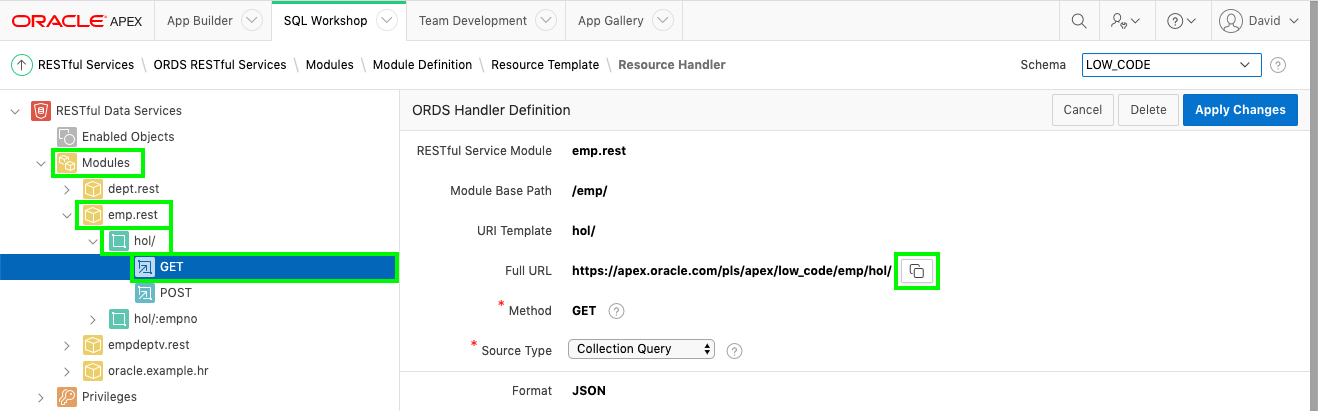 ORACLE APEX App Builder SQL Workshop Team Development App Gallery David
RESTful Services \ ORDS RESTful Services \ Modules \ Module Definition \ Resource Template \ Resource Handler Schema LOW_CODE
RESTful Data Services
Enabled Objects
Modules
dept.rest
emp.rest
hol/
GET
POST
hol/:empno
empdeptv.rest
oracle.example.hr
Privileges
ORDS Handler Definition Cancel Delete Apply Changes
RESTful Service Module emp.rest
Module Base Path /emp/
URI Template hol/
Full URL https://apex.oracle.com/pls/apex/low_code/emp/hol/
* Method GET ?
* Source Type Collection Query ?
Format JSON